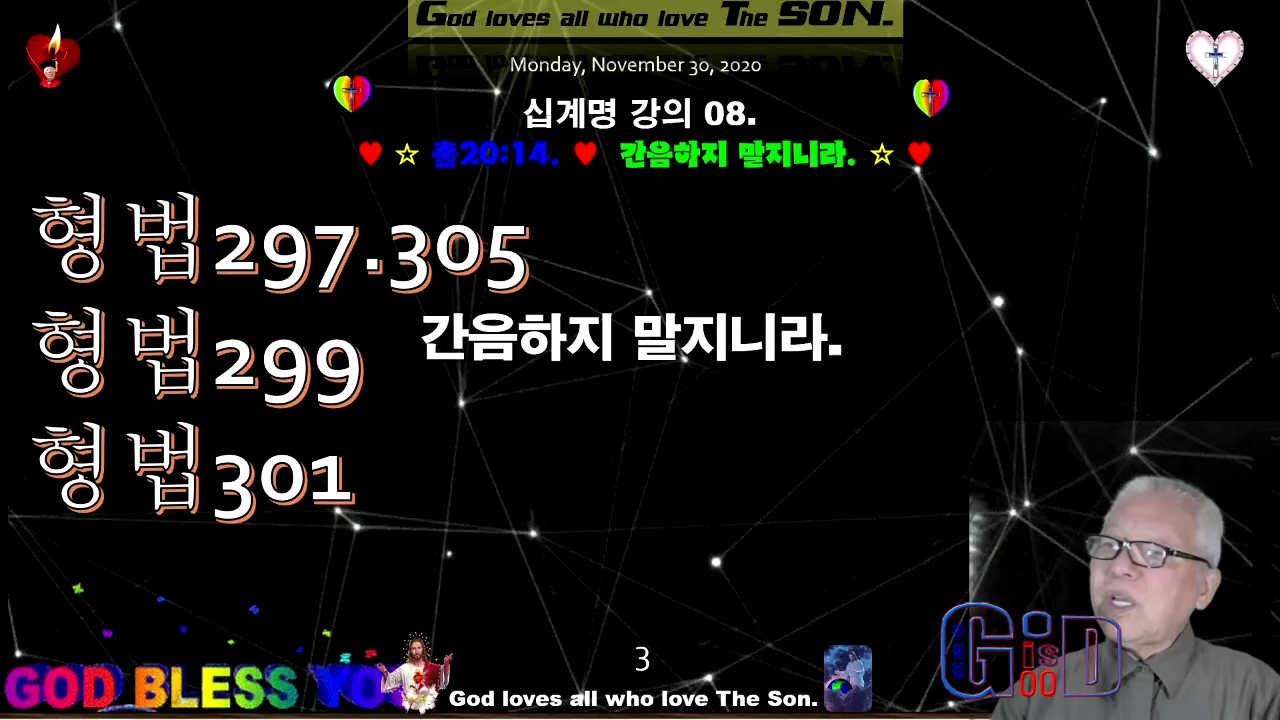 God loves all who love The SON.
Monday, November 30, 2020
십계명 강의 08.
♥ ☆ 출20:14. ♥ 간음하지 말지니라. ☆ ♥
형법297.305
간음하지 말지니라.
형법299
형법301
3
GOD BLESS YO
God loves all who love The Son.
GOD
is
00